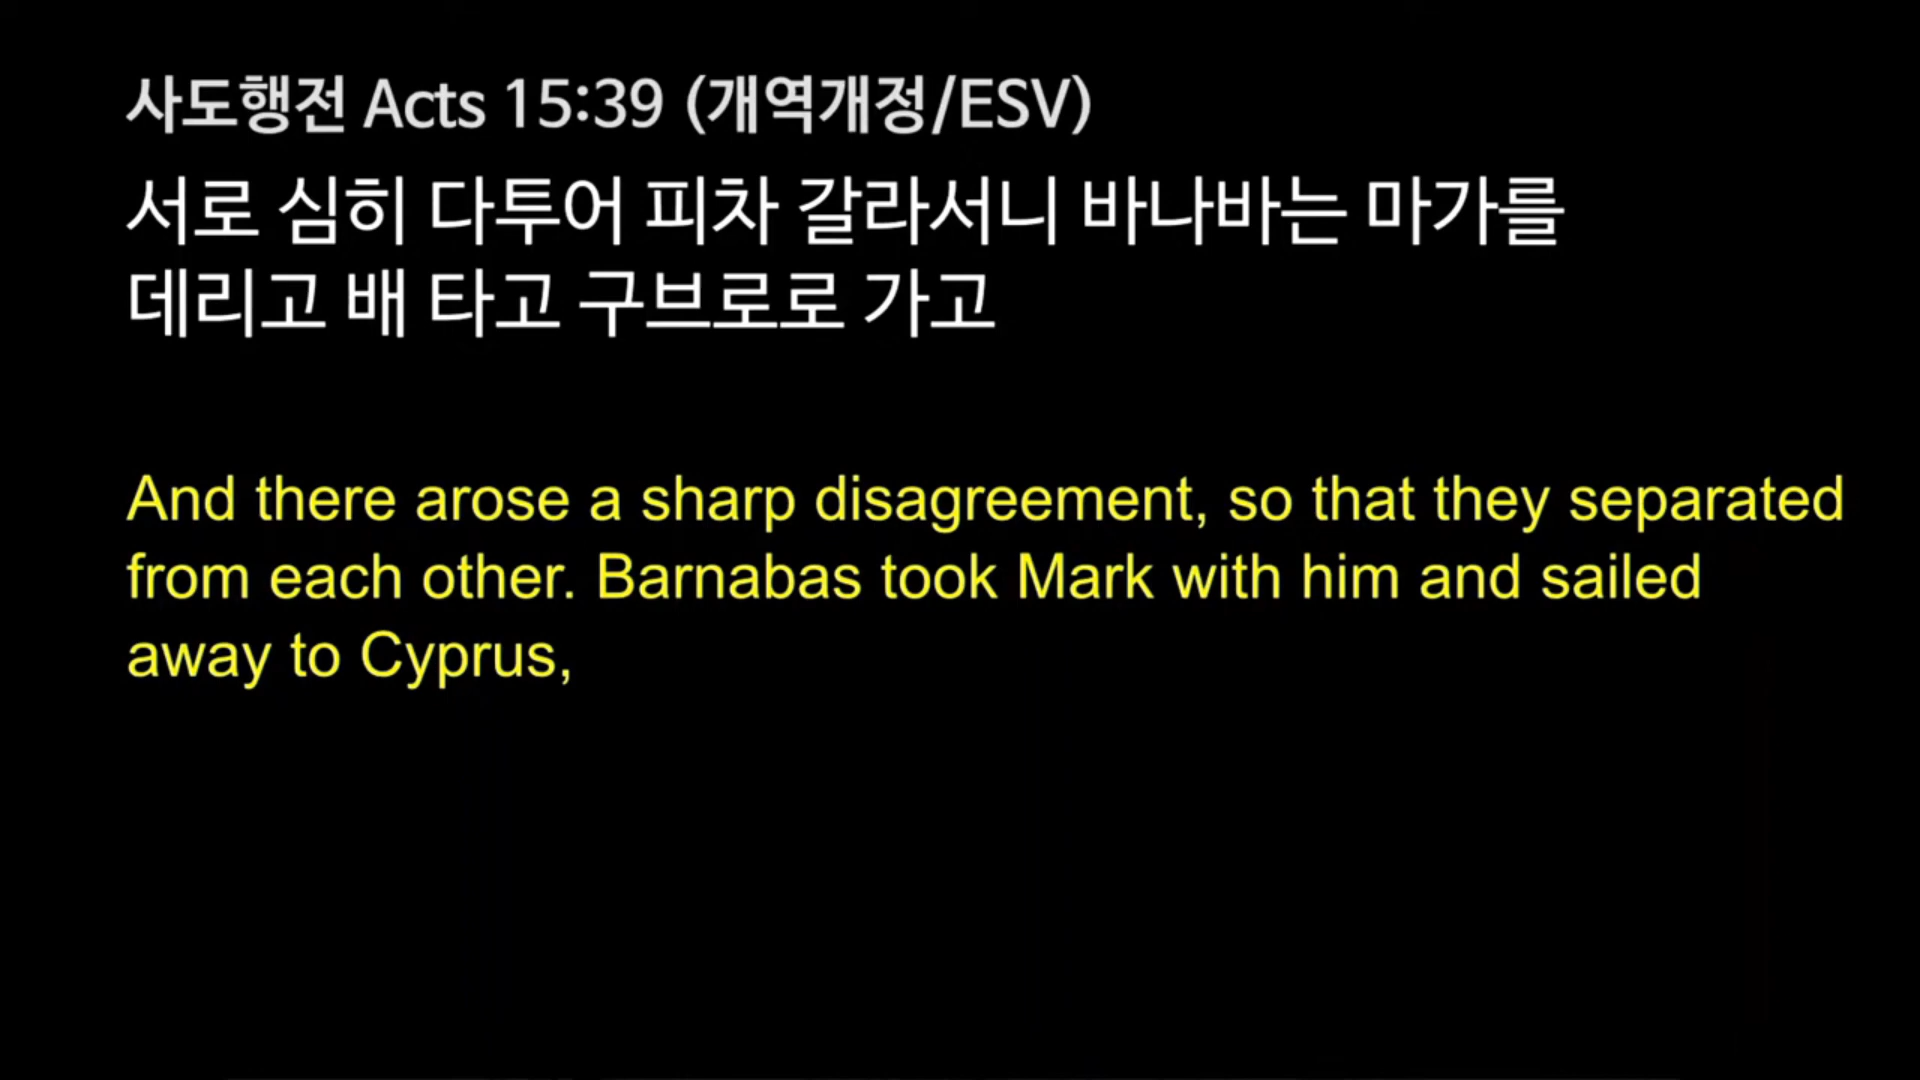 사도행전 Acts 15:39 (개역개정/ESV)
서로 심히 다투어 피차 갈라서니 바나바는 마가를
데리고 배 타고 구브로로 가고
And there arose a sharp disagreement, so that they separated
from each other. Barnabas took Mark with him and sailed
away to Cyprus,